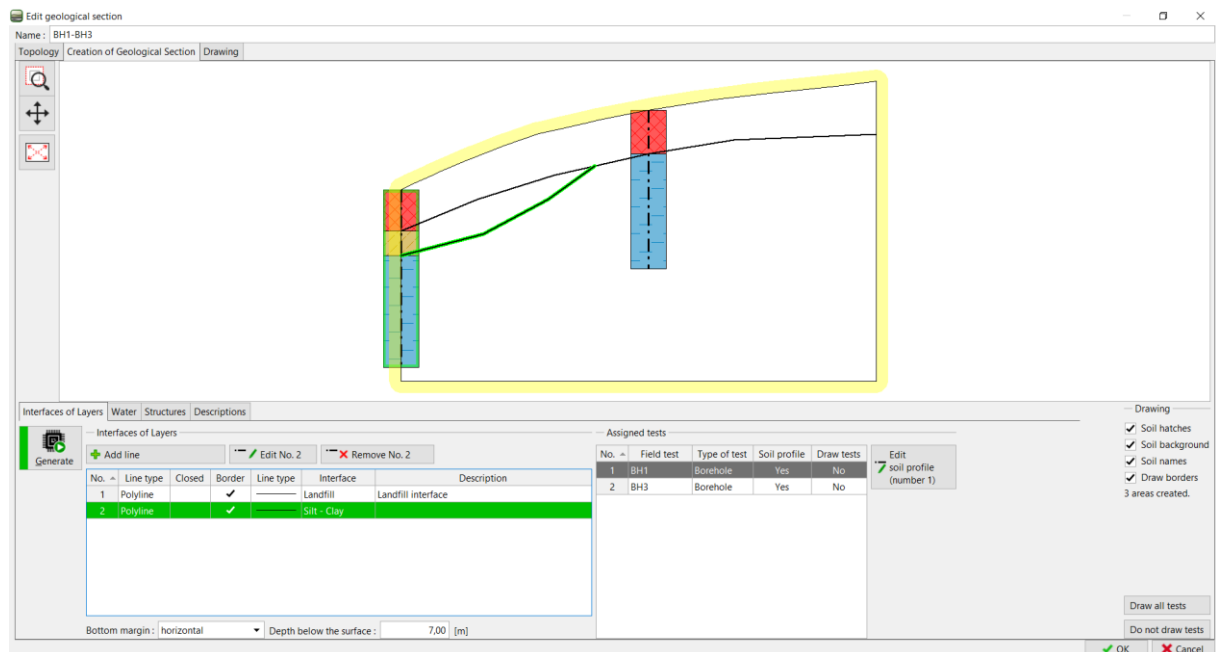 Edit geological section
Name : BH1-BH3
Topology Creation of Geological Section Drawing
Interfaces of Layers Water Structures Descriptions
Generate
Interfaces of Layers
Add line Edit No. 2 Remove No. 2
No. Line type Closed Border Line type Interface Description
1 Polyline Landfill Landfill interface
2 Polyline Silt - Clay
Bottom margin : horizontal Depth below the surface : 7,00 [m]
Assigned tests
No. Field test Type of test Soil profile Draw tests
1 BH1 Borehole Yes No
2 BH3 Borehole Yes No
Edit
soil profile
(number 1)
Drawing
Soil hatches
Soil background
Soil names
Draw borders
3 areas created.
Draw all tests
Do not draw tests
OK Cancel